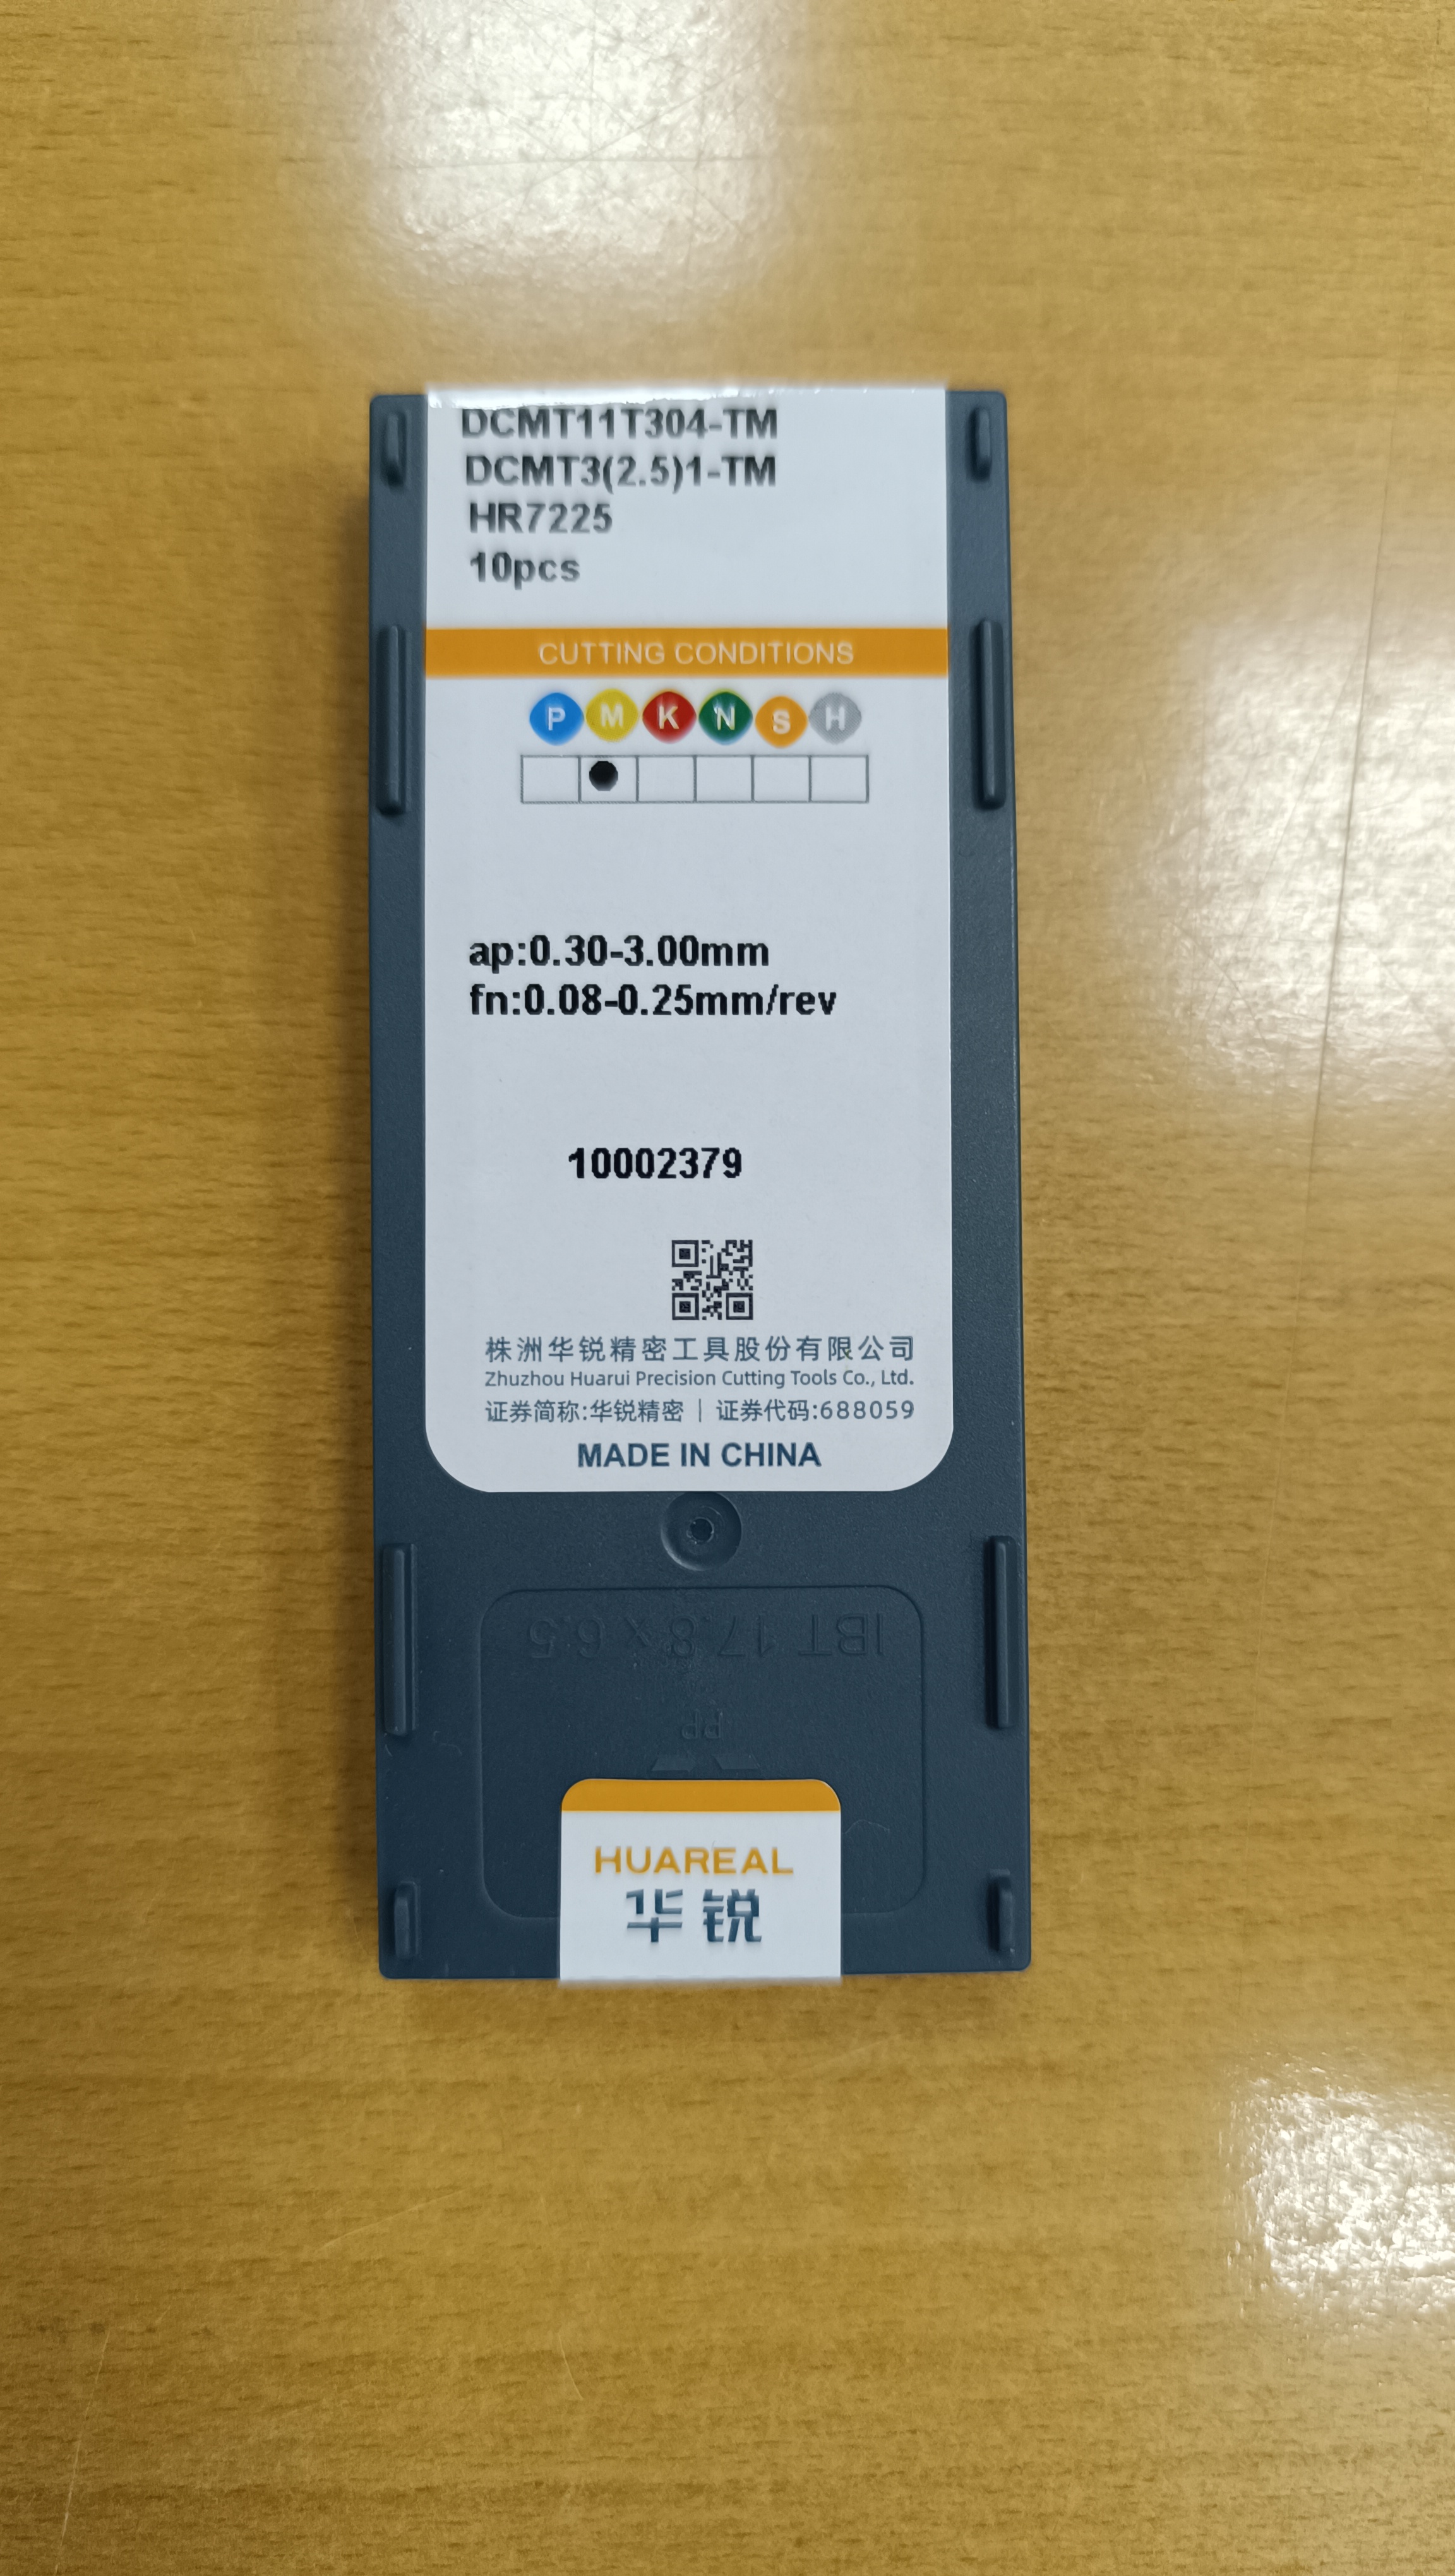 DCMT11T304-TM
DCMT3(2.5)1-TM
HR7225
10pcs
CUTTING CONDITIONS
P M K N S H
ap:0.30-3.00mm
fn:0.08-0.25mm/rev
10002379
株洲华锐精密工具股份有限公司
Zhuzhou Huarui Precision Cutting Tools Co., Ltd.
证券简称:华锐精密 | 证券代码:688059
MADE IN CHINA
IBT 17.8 x 6.5
PP
HUAREAL
华锐